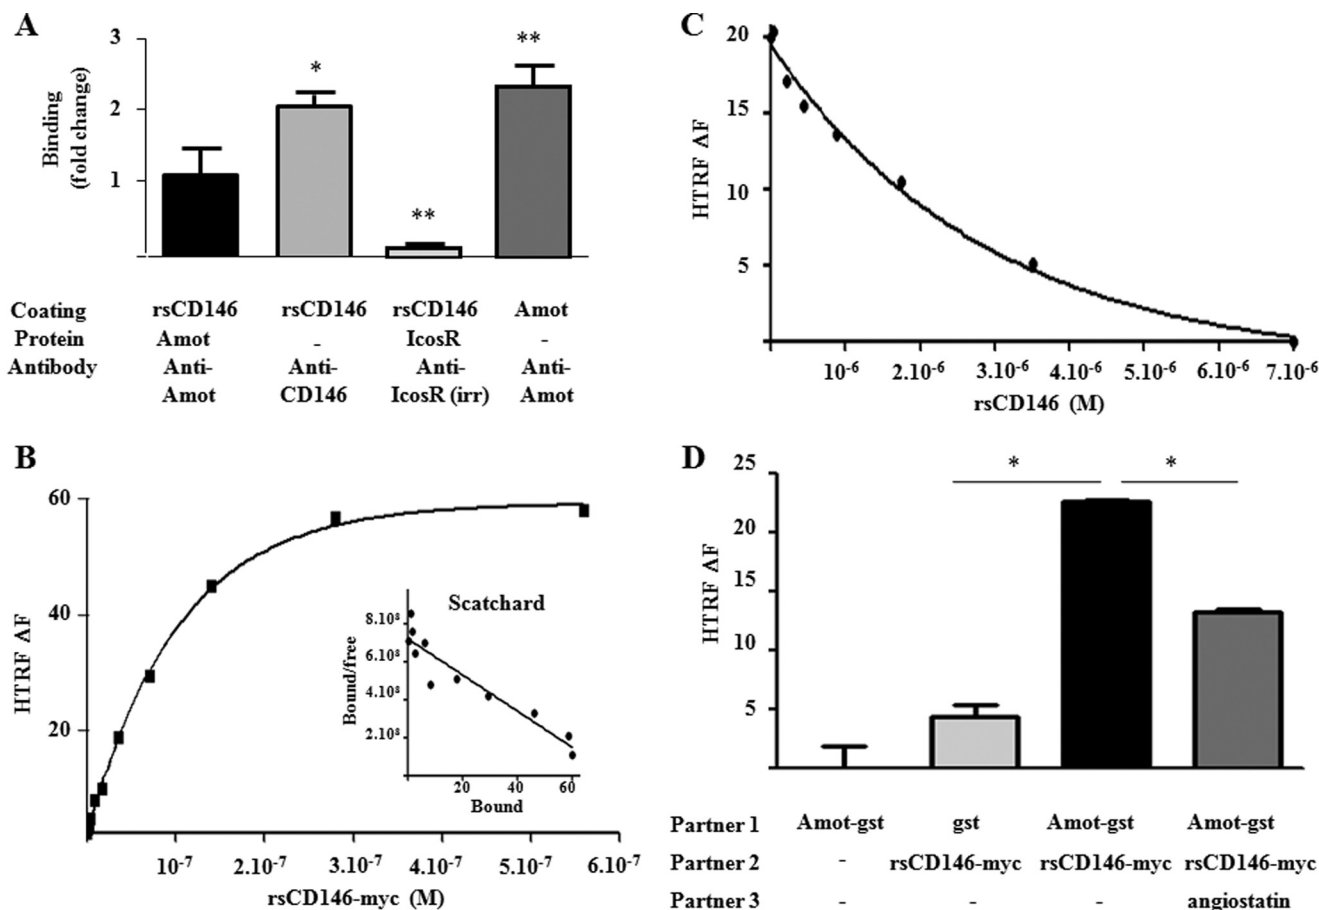 A
3
2
1
Binding
(fold change)
*
**
**
Coating rsCD146 rsCD146 rsCD146 Amot
Protein Amot - IcosR -
Antibody Anti- Anti- Anti- Anti-
Amot CD146 IcosR (irr) Amot
B
60
40
20
HTRF ΔF
10⁻⁷ 2.10⁻⁷ 3.10⁻⁷ 4.10⁻⁷ 5.10⁻⁷ 6.10⁻⁷
rsCD146-myc (M)
Scatchard
8.10⁸
6.10⁸
4.10⁸
2.10⁸
Bound/free
20 40 60
Bound
C
20
15
10
5
HTRF ΔF
10⁻⁶ 2.10⁻⁶ 3.10⁻⁶ 4.10⁻⁶ 5.10⁻⁶ 6.10⁻⁶ 7.10⁻⁶
rsCD146 (M)
D
25
20
15
10
5
HTRF ΔF
* *
Partner 1 Amot-gst gst Amot-gst Amot-gst
Partner 2 - rsCD146-myc rsCD146-myc rsCD146-myc
Partner 3 - - - angiostatin